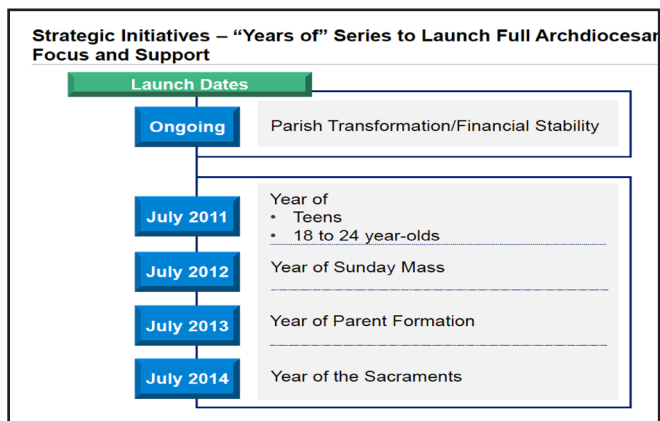 Strategic Initiatives – “Years of” Series to Launch Full Archdiocesan
Focus and Support
Launch Dates
Ongoing
Parish Transformation/Financial Stability
July 2011
Year of
• Teens
• 18 to 24 year-olds
July 2012
Year of Sunday Mass
July 2013
Year of Parent Formation
July 2014
Year of the Sacraments